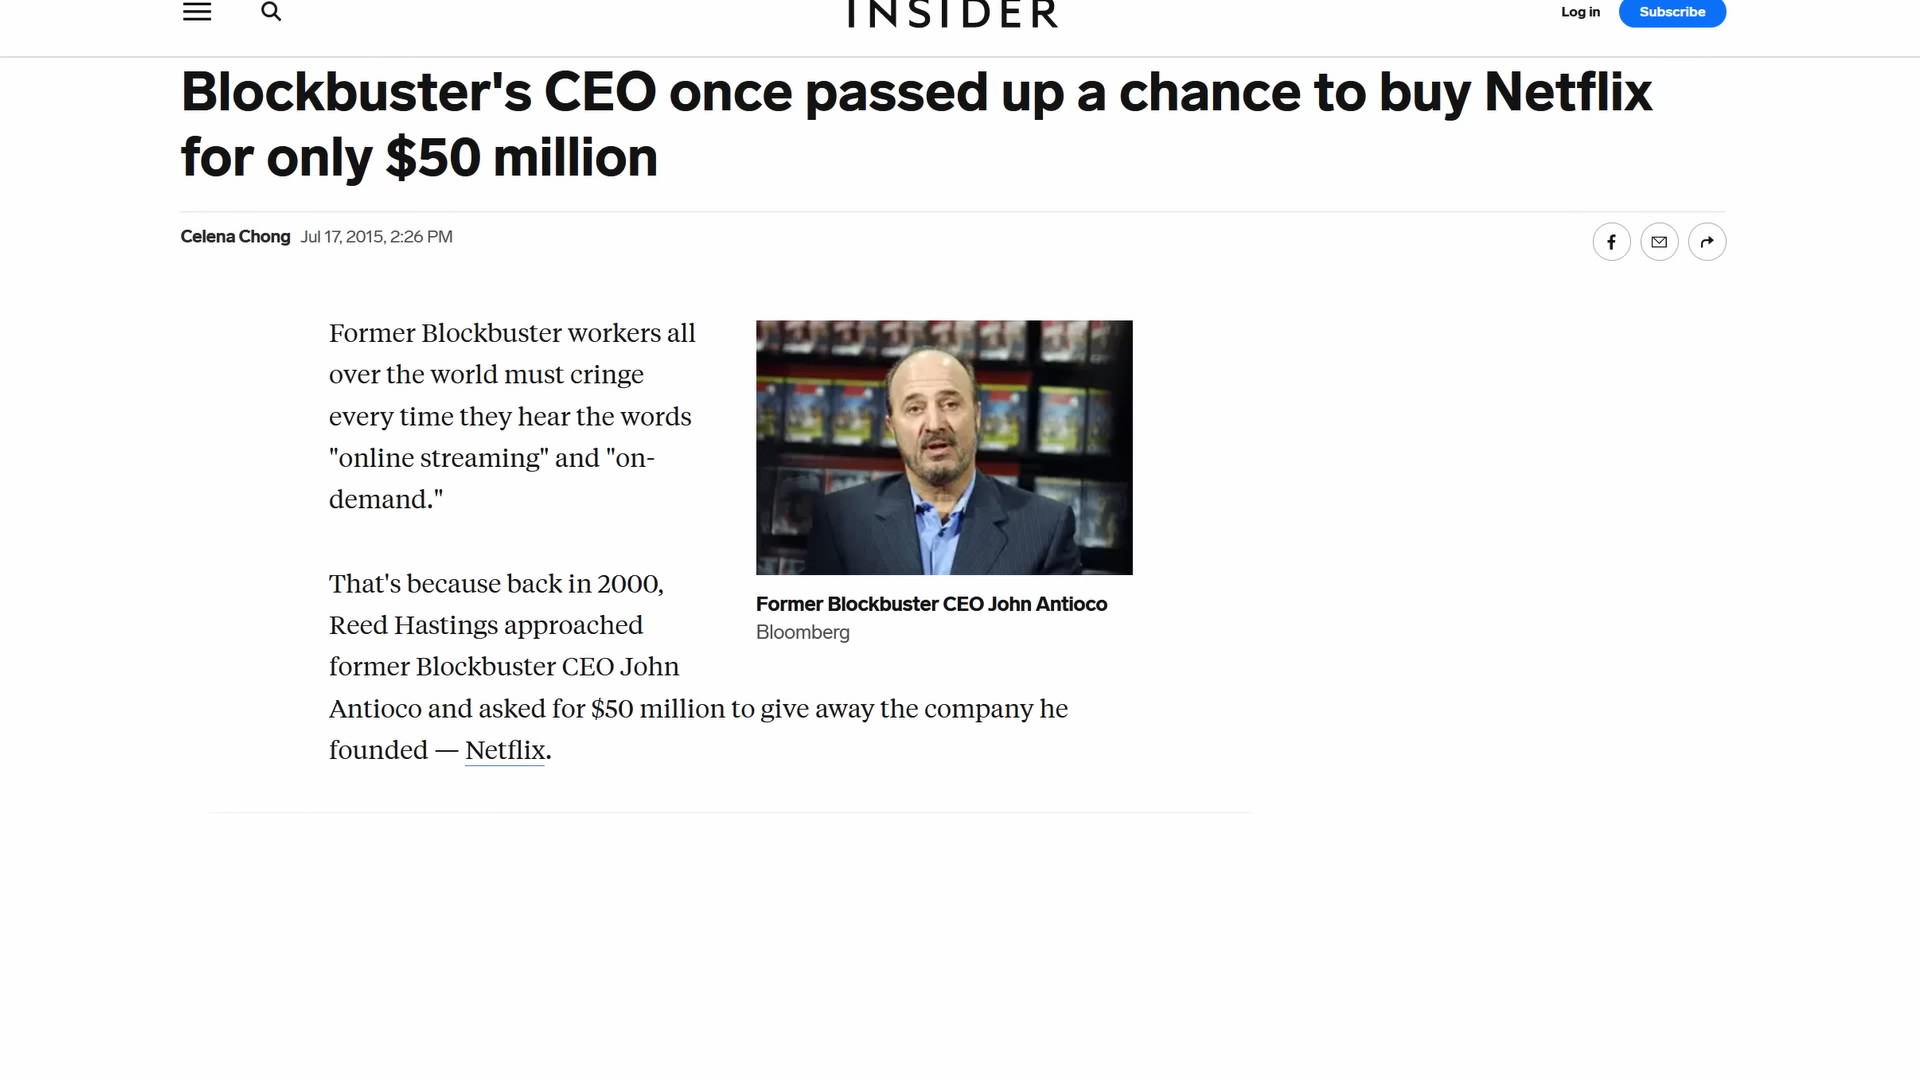 INSIDER
Log in
Subscribe
Blockbuster's CEO once passed up a chance to buy Netflix
for only $50 million
Celena Chong Jul 17, 2015, 2:26 PM
Former Blockbuster workers all
over the world must cringe
every time they hear the words
"online streaming" and "on-
demand."
Former Blockbuster CEO John Antioco
Bloomberg
That's because back in 2000,
Reed Hastings approached
former Blockbuster CEO John
Antioco and asked for $50 million to give away the company he
founded — Netflix.